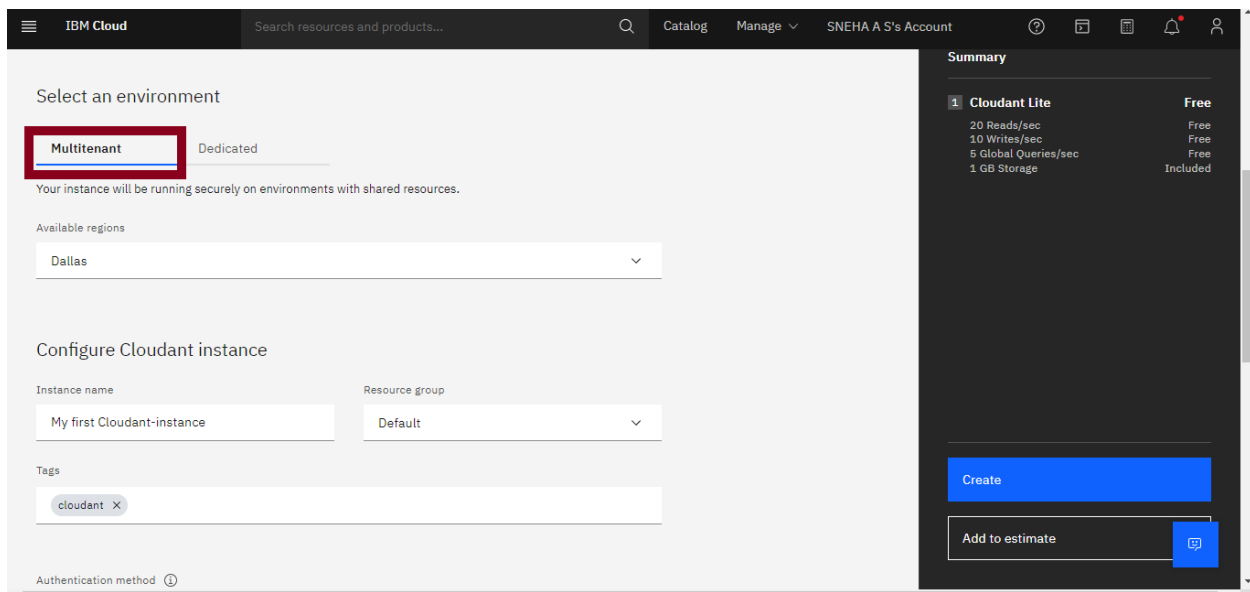 IBM Cloud
Search resources and products...
Catalog
Manage
SNEHA A S's Account
Select an environment
Multitenant
Dedicated
Your instance will be running securely on environments with shared resources.
Available regions
Dallas
Configure Cloudant instance
Instance name
Resource group
My first Cloudant-instance
Default
Tags
cloudant
Authentication method
Summary
1 Cloudant Lite Free
20 Reads/sec Free
10 Writes/sec Free
5 Global Queries/sec Free
1 GB Storage Included
Create
Add to estimate